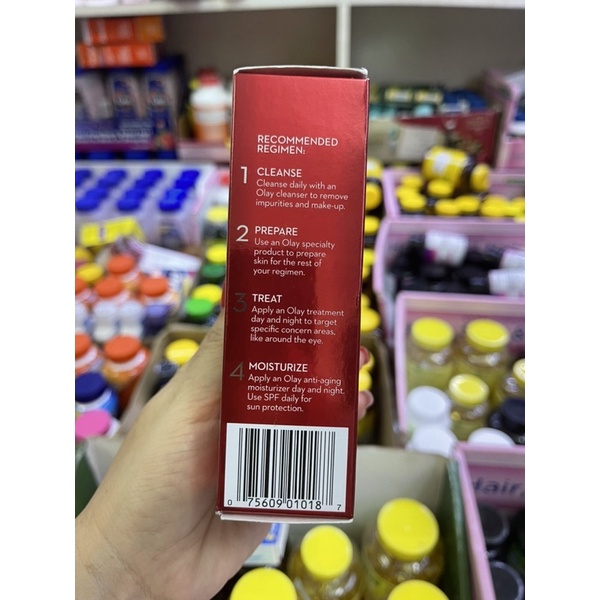 RECOMMENDED
REGIMEN:
1 CLEANSE
Cleanse daily with an
Olay cleanser to remove
impurities and make-up.
2 PREPARE
Use an Olay specialty
product to prepare
skin for the rest of
your regimen.
3 TREAT
Apply an Olay treatment
day and night to target
specific concern areas,
like around the eye.
4 MOISTURIZE
Apply an Olay anti-aging
moisturizer day and night.
Use SPF daily for
sun protection.
0 75609 01018 7
Hair